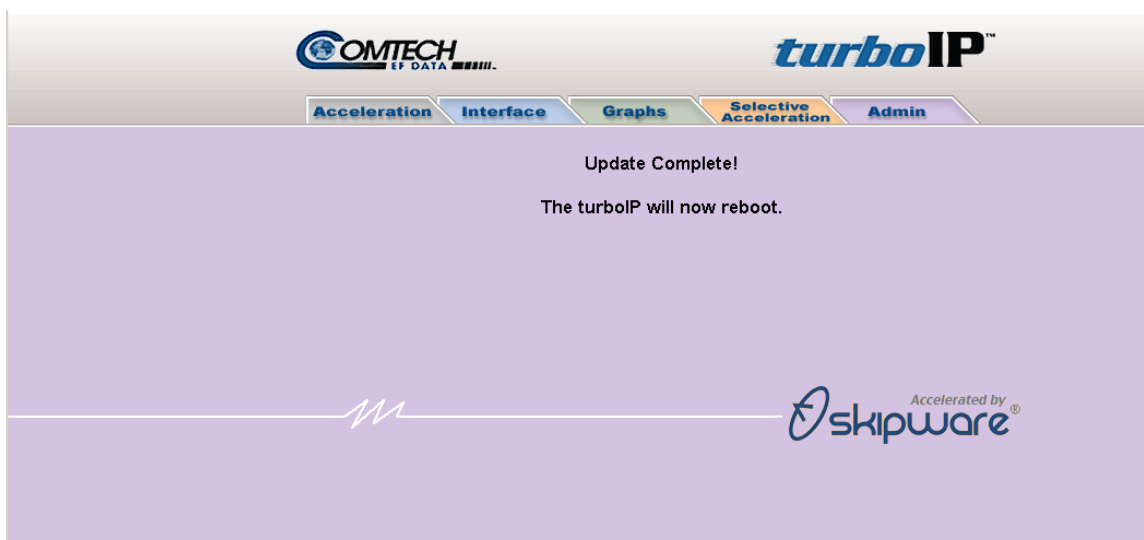 COMTECH
EF DATA
turboIP™
Acceleration
Interface
Graphs
Selective
Acceleration
Admin
Update Complete!
The turboIP will now reboot.
Accelerated by
skipware®